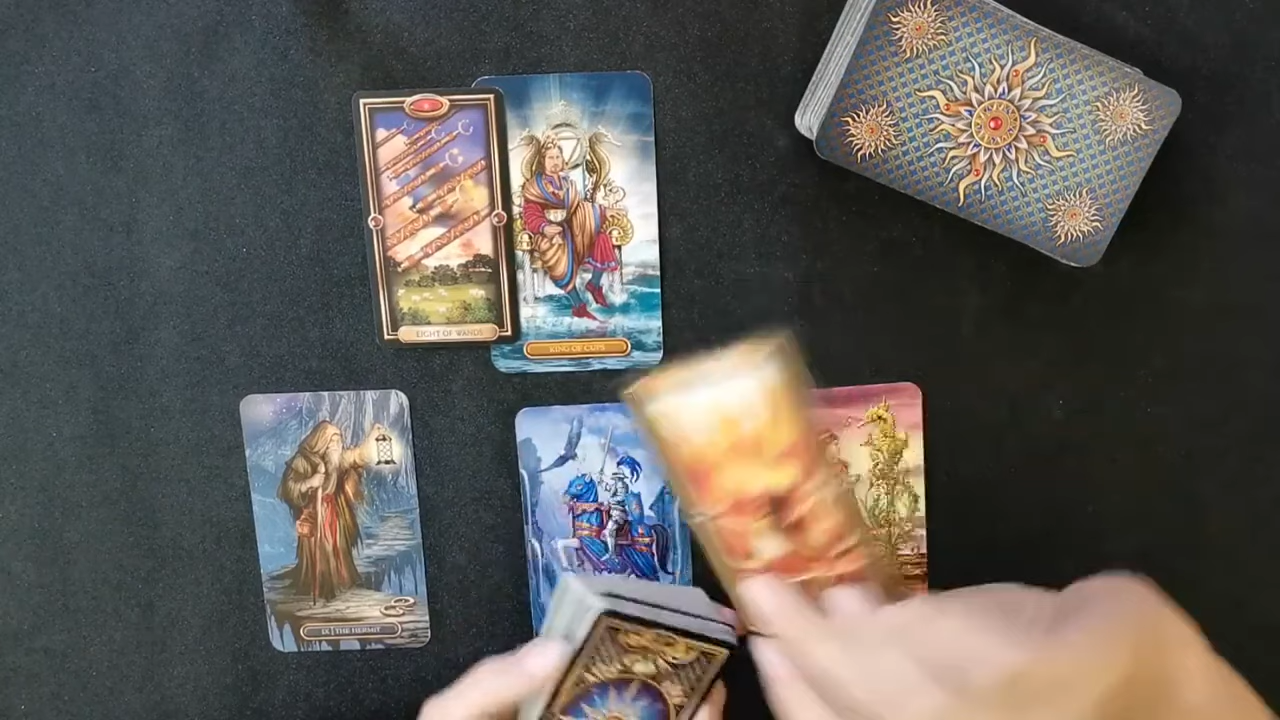 EIGHT OF WANDS
KING OF CUPS
IX | THE HERMIT